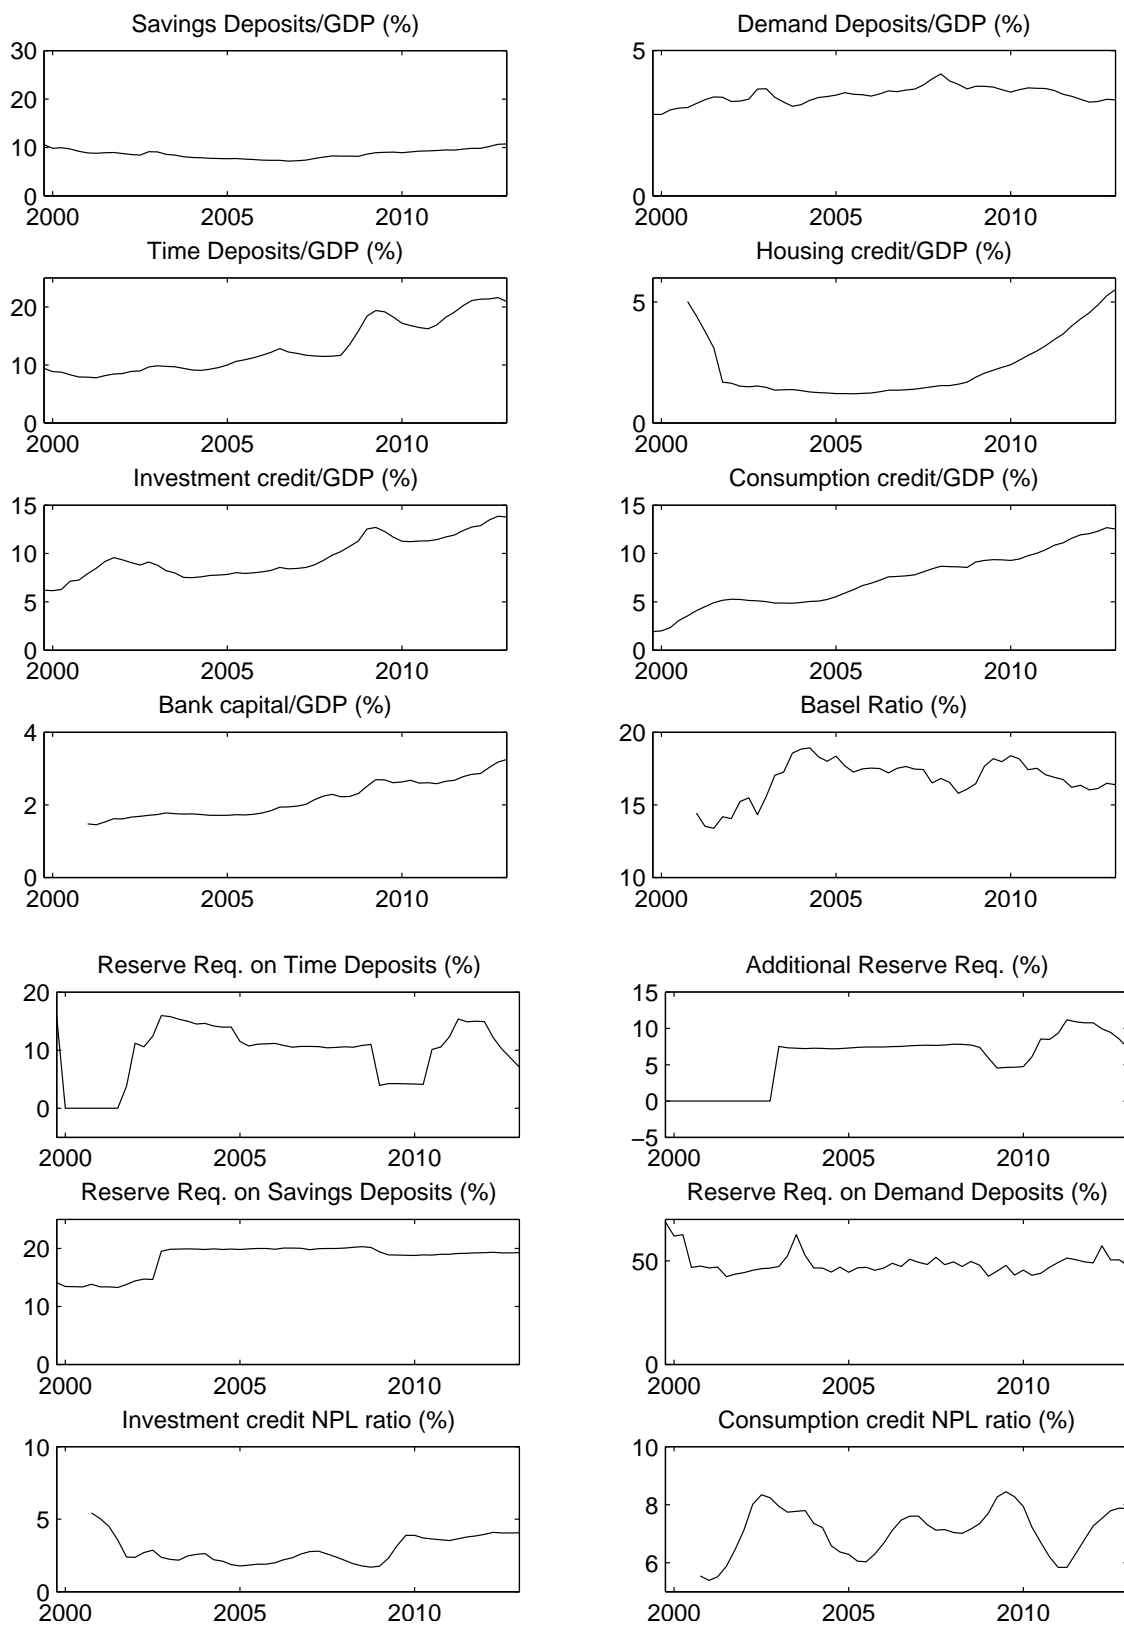 Savings Deposits/GDP (%)
Demand Deposits/GDP (%)
30
20
10
0
2000 2005 2010
5
0
2000 2005 2010
Time Deposits/GDP (%)
Housing credit/GDP (%)
20
10
0
2000 2005 2010
5
0
2000 2005 2010
Investment credit/GDP (%)
Consumption credit/GDP (%)
15
10
5
0
2000 2005 2010
15
10
5
0
2000 2005 2010
Bank capital/GDP (%)
Basel Ratio (%)
4
2
0
2000 2005 2010
20
15
10
2000 2005 2010
Reserve Req. on Time Deposits (%)
Additional Reserve Req. (%)
20
10
0
2000 2005 2010
15
10
5
0
−5
2000 2005 2010
Reserve Req. on Savings Deposits (%)
Reserve Req. on Demand Deposits (%)
20
10
0
2000 2005 2010
50
0
2000 2005 2010
Investment credit NPL ratio (%)
Consumption credit NPL ratio (%)
10
5
0
2000 2005 2010
10
8
6
2000 2005 2010